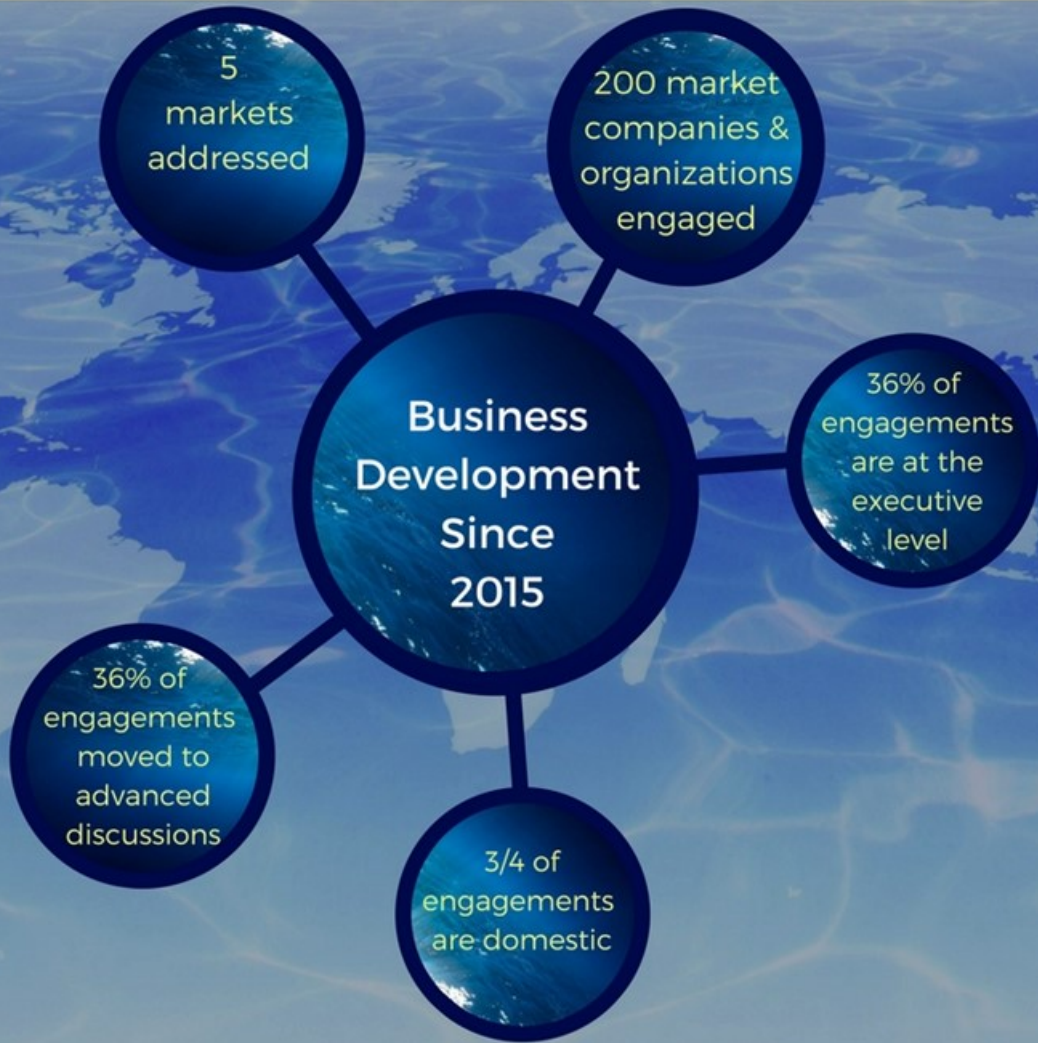 5
markets
addressed
200 market
companies &
organizations
engaged
Business
Development
Since
2015
36% of
engagements
are at the
executive
level
36% of
engagements
moved to
advanced
discussions
3/4 of
engagements
are domestic